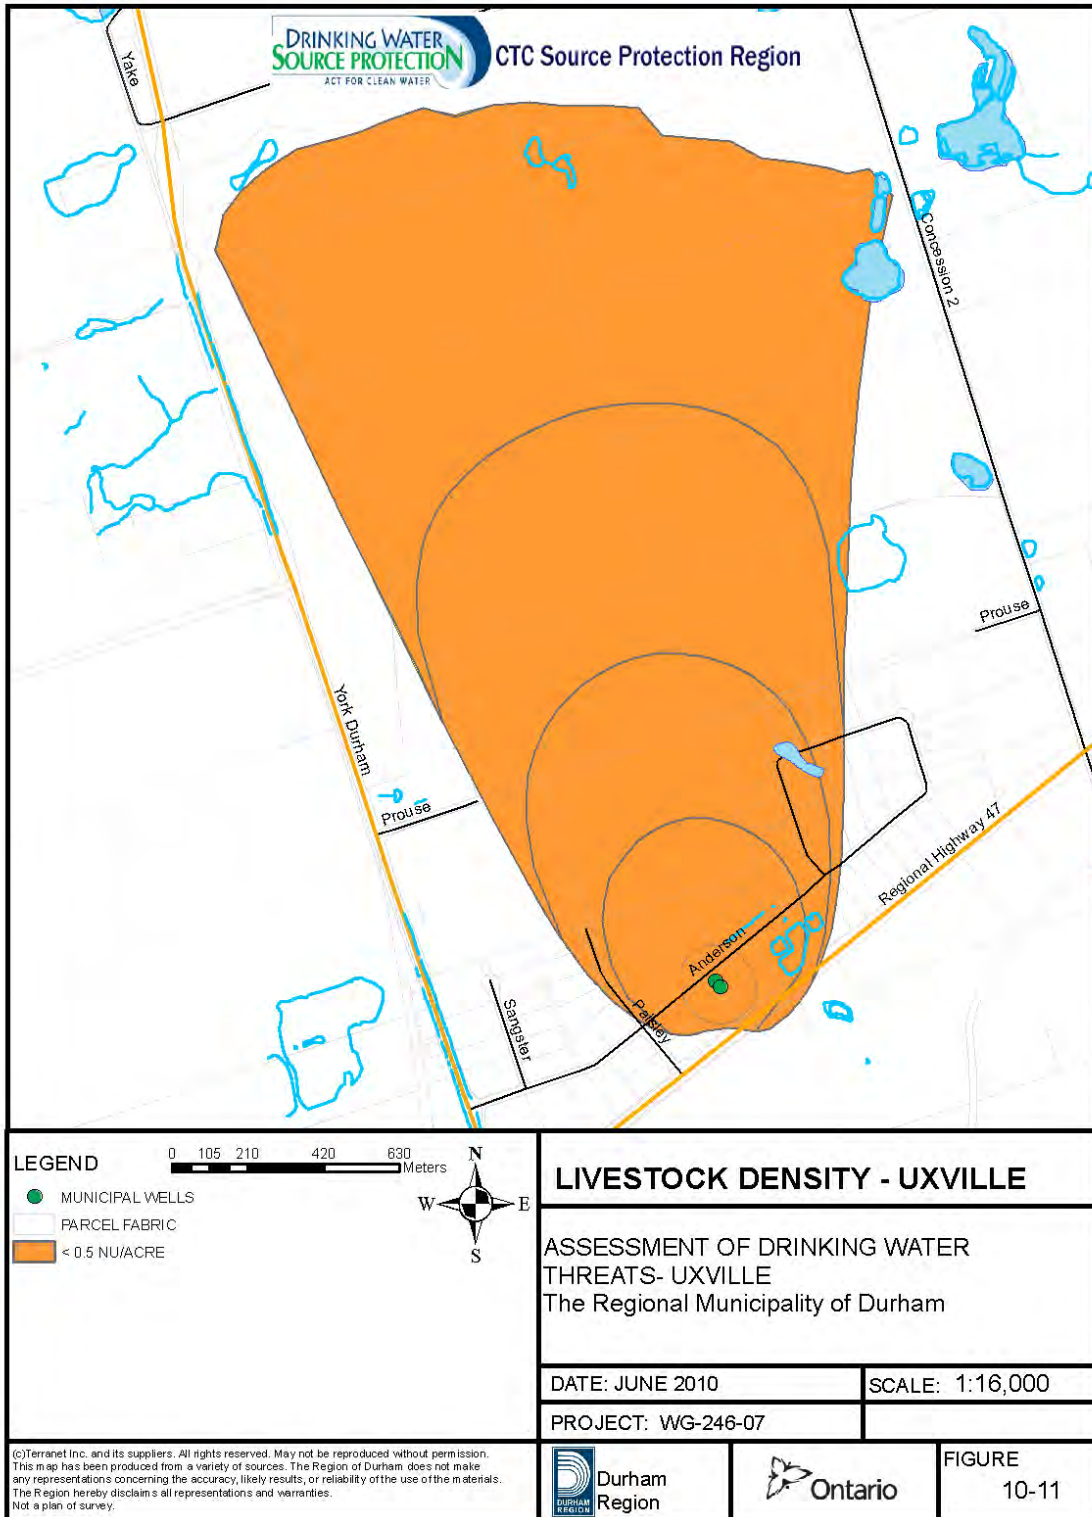 DRINKING WATER
SOURCE PROTECTION
ACT FOR CLEAN WATER
CTC Source Protection Region
Yake
Concession 2
Prouse
York Durham
Prouse
Regional Highway 47
Anderson
Paisley
Sangster
LEGEND
0 105 210 420 630
Meters
MUNICIPAL WELLS
PARCEL FABRIC
< 0.5 NU/ACRE
N
W E
S
LIVESTOCK DENSITY - UXVILLE
ASSESSMENT OF DRINKING WATER
THREATS- UXVILLE
The Regional Municipality of Durham
DATE: JUNE 2010
SCALE: 1:16,000
PROJECT: WG-246-07
(c)Terranet Inc. and its suppliers. All rights reserved. May not be reproduced without permission.
This map has been produced from a variety of sources. The Region of Durham does not make
any representations concerning the accuracy, likely results, or reliability of the use of the materials.
The Region hereby disclaims all representations and warranties.
Not a plan of survey.
DURHAM
REGION
Durham
Region
Ontario
FIGURE
10-11